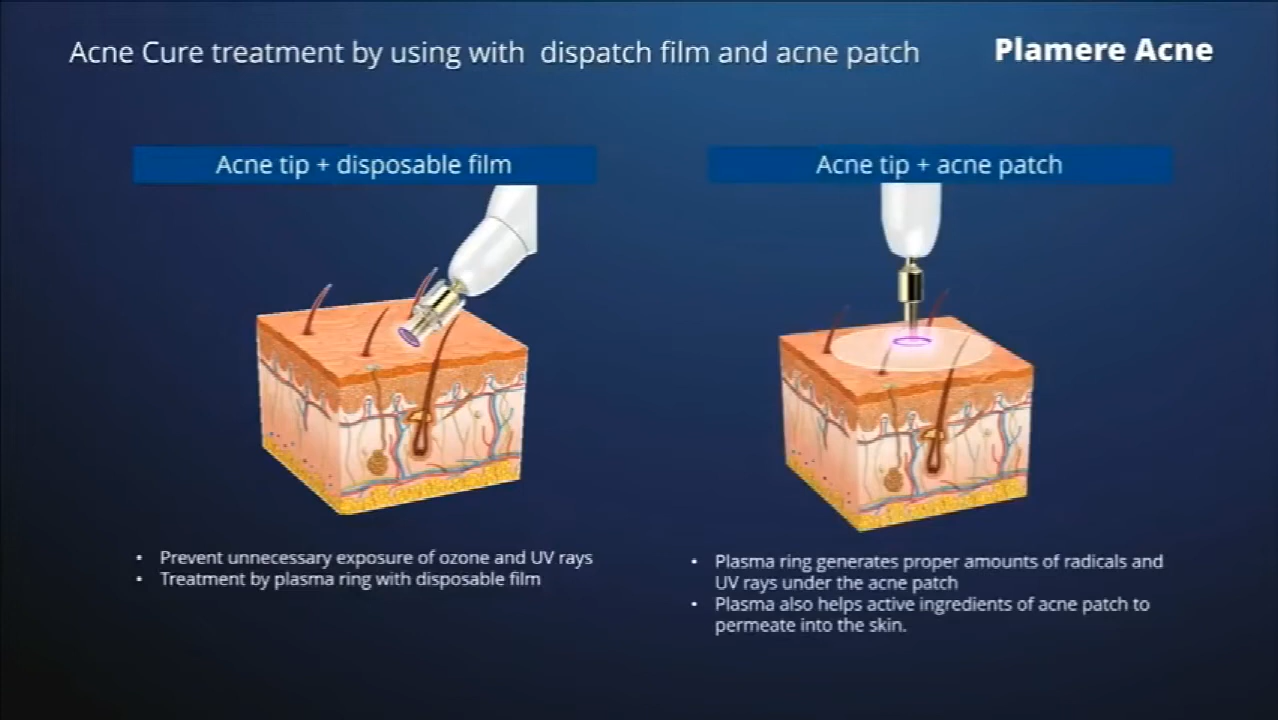 Acne Cure treatment by using with dispatch film and acne patch
Plamere Acne
Acne tip + disposable film
• Prevent unnecessary exposure of ozone and UV rays
• Treatment by plasma ring with disposable film
Acne tip + acne patch
• Plasma ring generates proper amounts of radicals and
UV rays under the acne patch
• Plasma also helps active ingredients of acne patch to
permeate into the skin.